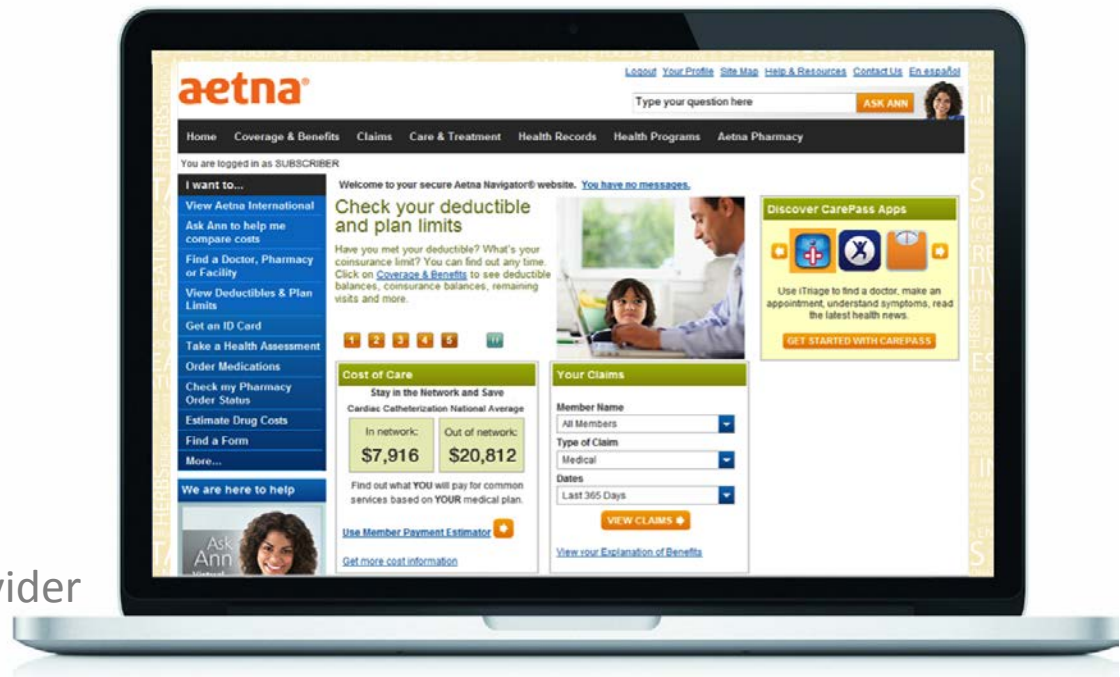 aetna®
Logout Your Profile Site Map Help & Resources Contact Us En español
Type your question here
ASK ANN
Home Coverage & Benefits Claims Care & Treatment Health Records Health Programs Aetna Pharmacy
You are logged in as SUBSCRIBER
I want to...
View Aetna International
Ask Ann to help me
compare costs
Find a Doctor, Pharmacy
or Facility
View Deductibles & Plan
Limits
Get an ID Card
Take a Health Assessment
Order Medications
Check my Pharmacy
Order Status
Estimate Drug Costs
Find a Form
More...
We are here to help
Ask
Ann
Virtual
Welcome to your secure Aetna Navigator® website. You have no messages.
Check your deductible
and plan limits
Have you met your deductible? What's your
coinsurance limit? You can find out any time.
Click on Coverage & Benefits to see deductible
balances, coinsurance balances, remaining
visits and more.
1 2 3 4 5
Discover CarePass Apps
Use iTriage to find a doctor, make an
appointment, understand symptoms, read
the latest health news.
GET STARTED WITH CAREPASS
Cost of Care
Stay in the Network and Save
Cardiac Catheterization National Average
In network:
$7,916
Out of network:
$20,812
Find out what YOU will pay for common
services based on YOUR medical plan.
Use Member Payment Estimator
Get more cost information
Your Claims
Member Name
All Members
Type of Claim
Medical
Dates
Last 365 Days
VIEW CLAIMS
View your Explanation of Benefits
vider